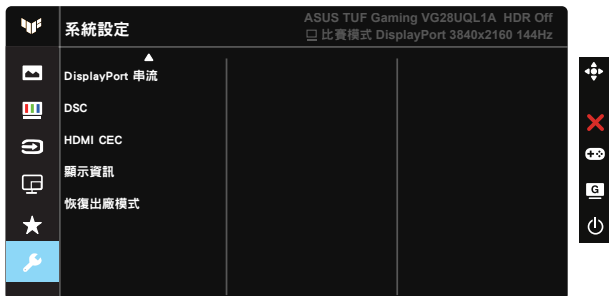 系統設定
ASUS TUF Gaming VG28UQL1A HDR Off
比賽模式 DisplayPort 3840x2160 144Hz
DisplayPort 串流
DSC
HDMI CEC
顯示資訊
恢復出廠模式
G